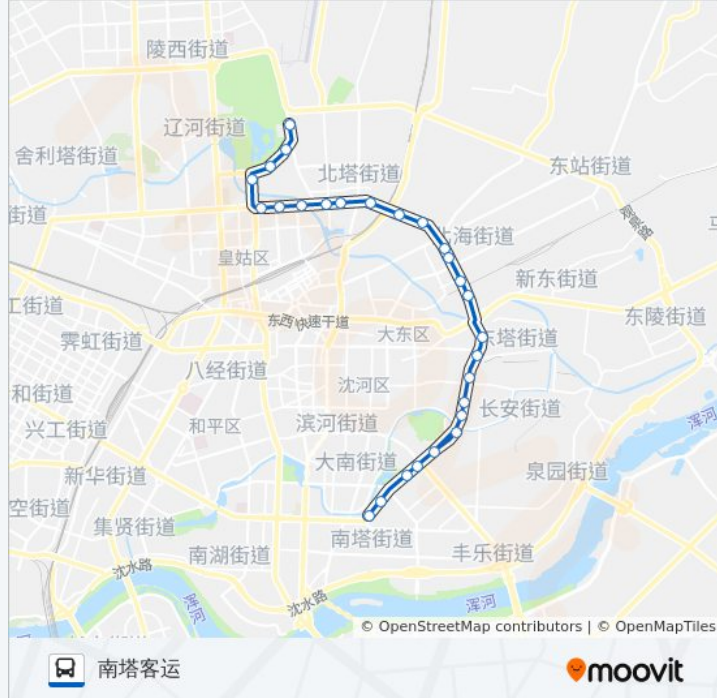 陵西街道
辽河街道
舍利塔街道
北塔街道
东站街道
街道
北海街道
皇姑区
新东街道
工街道
东西快速干道
霁虹街道
大东区
东塔街道
东陵街道
八经街道
沈河区
和街道
长安街道
和平区
滨河街道
浑河
兴工街道
大南街道
新华街道
泉园街道
空街道
集贤街道
南塔街道
南湖街道
丰乐街道
沈水路
浑河
沈水路
浑河
© OpenStreetMap contributors | © OpenMapTiles
南塔客运
moovit